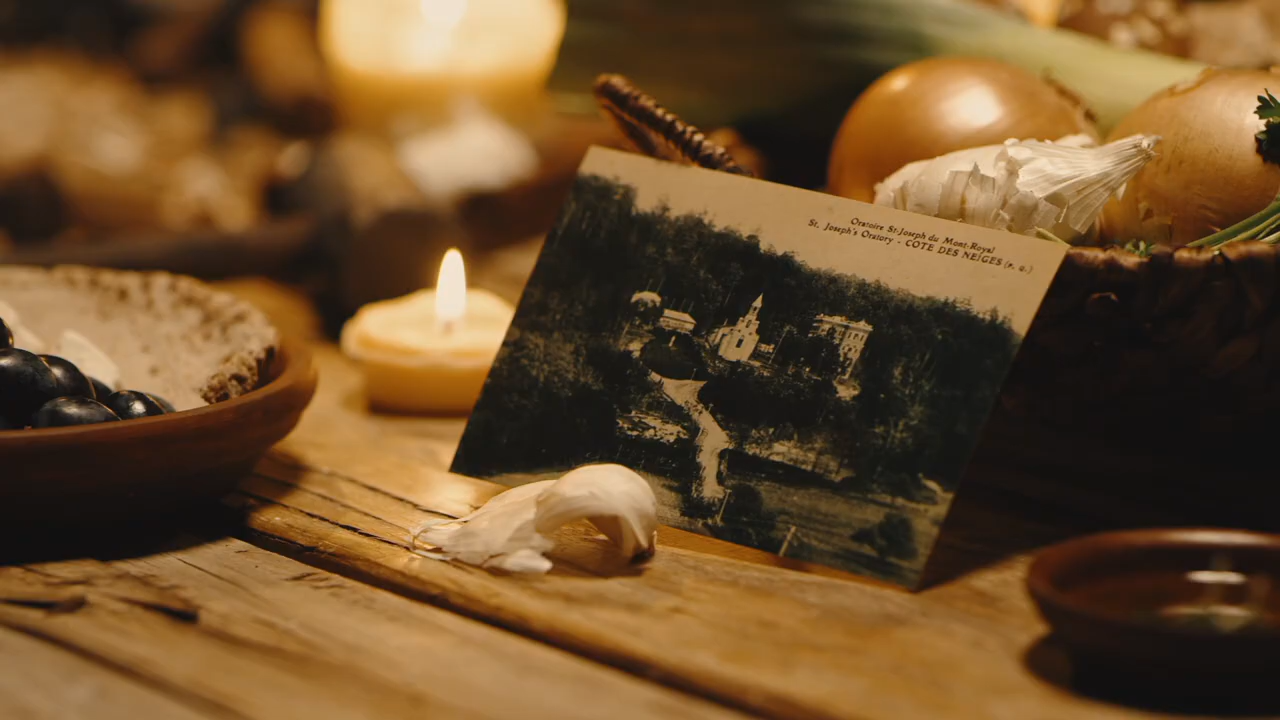 Oratoire St-Joseph du Mont-Royal
St. Joseph's Oratory - COTE DES NEIGES (P. Q.)